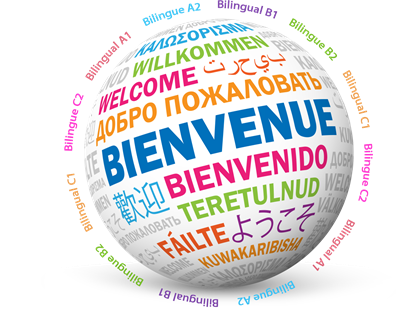 Bilingue A2
Bilingual B1
Bilingue B2
Bilingual C1
Bilingue C2
Bilingual A1
Bilingue A2
Bilingual B1
Bilingue B2
Bilingual C1
Bilingue C2
Bilingual A1
ΚΑΛΩΣΟΡΙΣΜΑ
WILLKOMMEN
WELCOME
ترحيب
ДОБРО ПОЖАЛОВАТЬ
BIENVENUE
歡迎
BIENVENIDO
TERETULNUD
FÁILTE
ようこそ
KUWAKARIBISHA